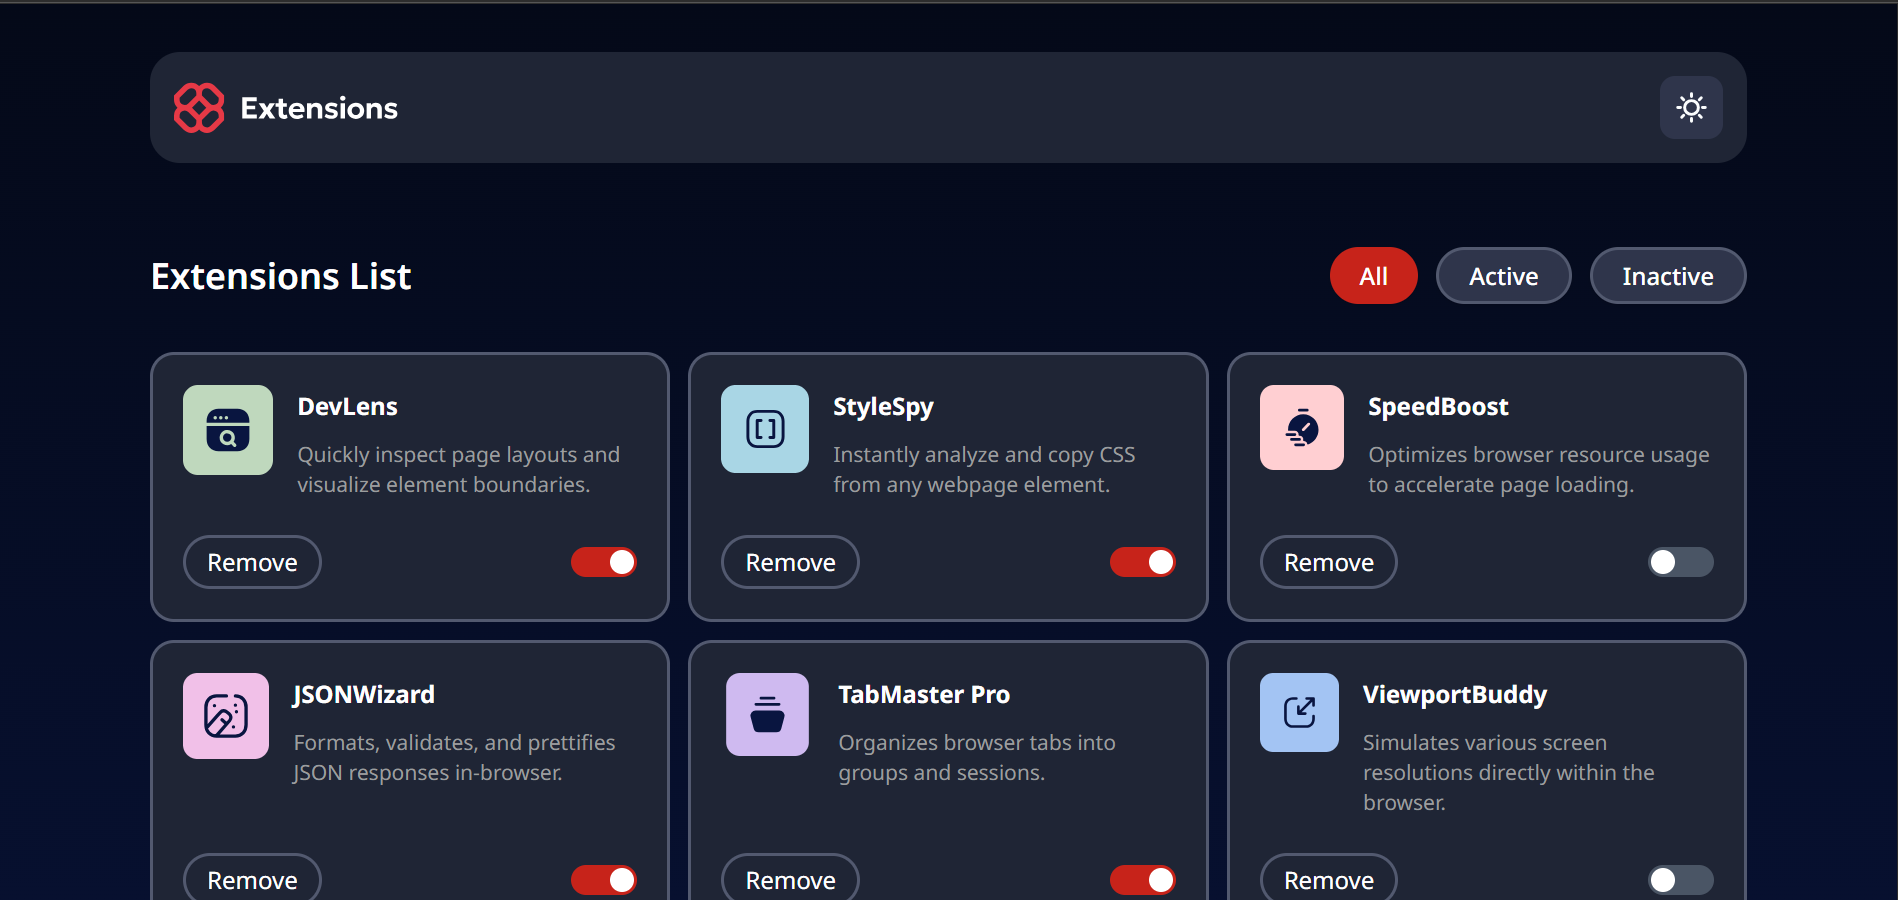 Extensions
Extensions List
All
Active
Inactive
DevLens
Quickly inspect page layouts and
visualize element boundaries.
Remove
StyleSpy
Instantly analyze and copy CSS
from any webpage element.
Remove
SpeedBoost
Optimizes browser resource usage
to accelerate page loading.
Remove
JSONWizard
Formats, validates, and prettifies
JSON responses in-browser.
Remove
TabMaster Pro
Organizes browser tabs into
groups and sessions.
Remove
ViewportBuddy
Simulates various screen
resolutions directly within the
browser.
Remove